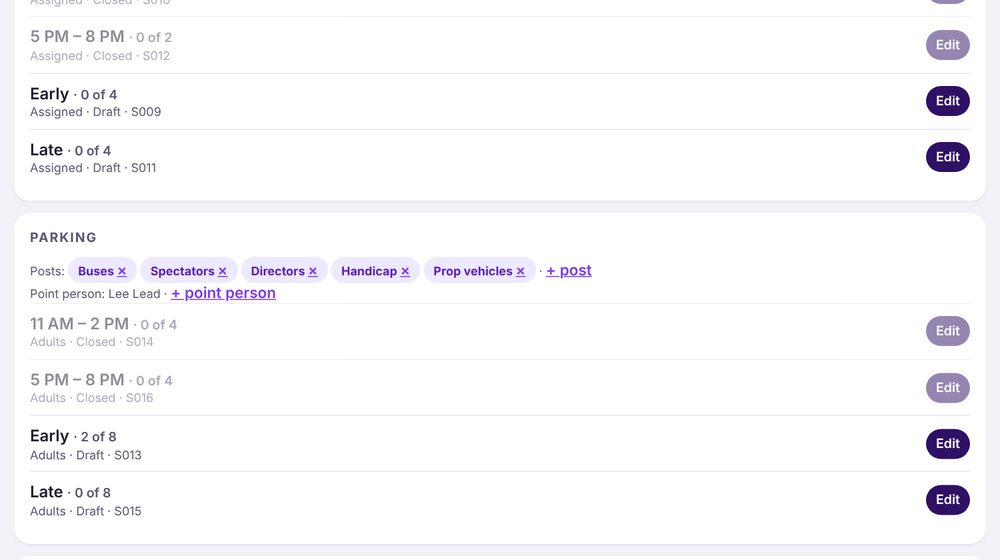 Assigned · Closed · S010
5 PM – 8 PM · 0 of 2
Assigned · Closed · S012
Edit
Early · 0 of 4
Assigned · Draft · S009
Edit
Late · 0 of 4
Assigned · Draft · S011
Edit
PARKING
Posts: Buses × Spectators × Directors × Handicap × Prop vehicles × · + post
Point person: Lee Lead · + point person
11 AM – 2 PM · 0 of 4
Adults · Closed · S014
Edit
5 PM – 8 PM · 0 of 4
Adults · Closed · S016
Edit
Early · 2 of 8
Adults · Draft · S013
Edit
Late · 0 of 8
Adults · Draft · S015
Edit